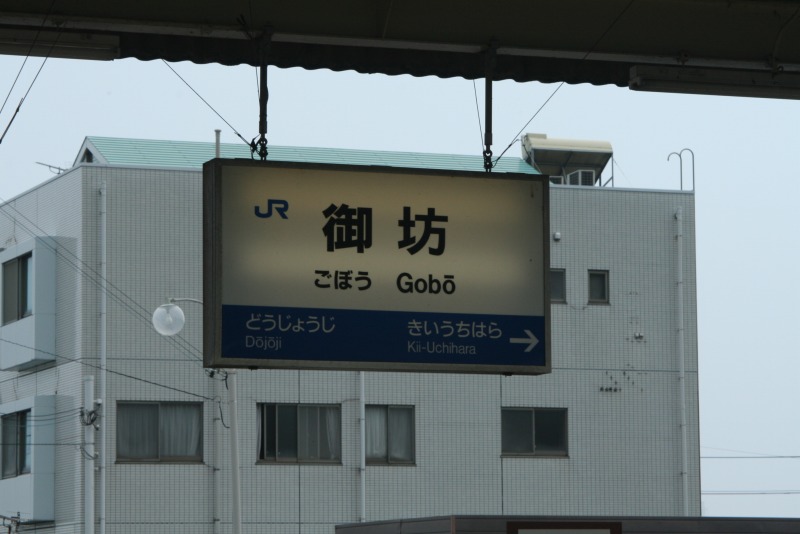 JR 御坊
ごぼう Gobō
どうじょうじ きいうちはら
Dōjōji Kii-Uchihara →